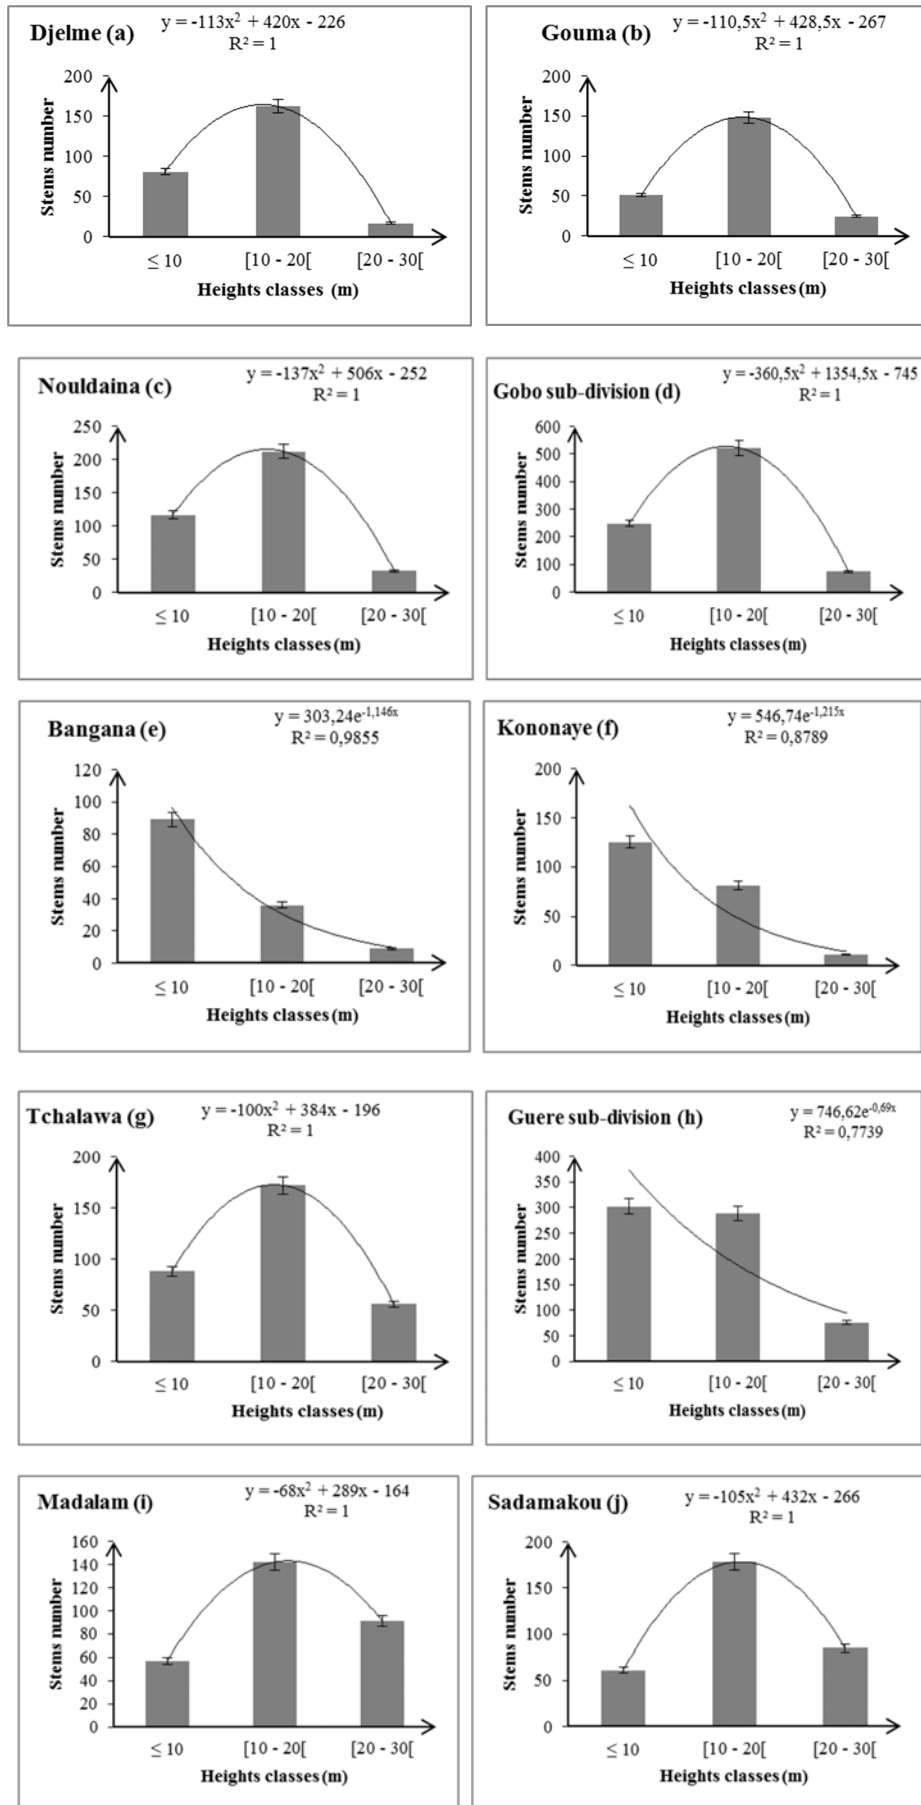 Djelme (a)
y = -113x² + 420x - 226
R² = 1
Stems number
200
150
100
50
0
≤ 10 [10 - 20[ [20 - 30[
Heights classes (m)
Gouma (b)
y = -110,5x² + 428,5x - 267
R² = 1
Stems number
200
150
100
50
0
≤ 10 [10 - 20[ [20 - 30[
Heights classes (m)
Nouldaina (c)
y = -137x² + 506x - 252
R² = 1
Stems number
250
200
150
100
50
0
≤ 10 [10 - 20[ [20 - 30[
Heights classes (m)
Gobo sub-division (d)
y = -360,5x² + 1354,5x - 745
R² = 1
Stems number
600
500
400
300
200
100
0
≤ 10 [10 - 20[ [20 - 30[
Heights classes (m)
Bangana (e)
y = 303,24e^-1,146x
R² = 0,9855
Stems number
120
100
80
60
40
20
0
≤ 10 [10 - 20[ [20 - 30[
Heights classes (m)
Kononaye (f)
y = 546,74e^-1,215x
R² = 0,8789
Stems number
200
150
100
50
0
≤ 10 [10 - 20[ [20 - 30[
Heights classes (m)
Tchalawa (g)
y = -100x² + 384x - 196
R² = 1
Stems number
200
150
100
50
0
≤ 10 [10 - 20[ [20 - 30[
Heights classes (m)
Guere sub-division (h)
y = 746,62e^-0,69x
R² = 0,7739
Stems number
400
350
300
250
200
150
100
50
0
≤ 10 [10 - 20[ [20 - 30[
Heights classes (m)
Madalam (i)
y = -68x² + 289x - 164
R² = 1
Stems number
160
140
120
100
80
60
40
20
0
≤ 10 [10 - 20[ [20 - 30[
Heights classes (m)
Sadamakou (j)
y = -105x² + 432x - 266
R² = 1
Stems number
200
150
100
50
0
≤ 10 [10 - 20[ [20 - 30[
Heights classes (m)